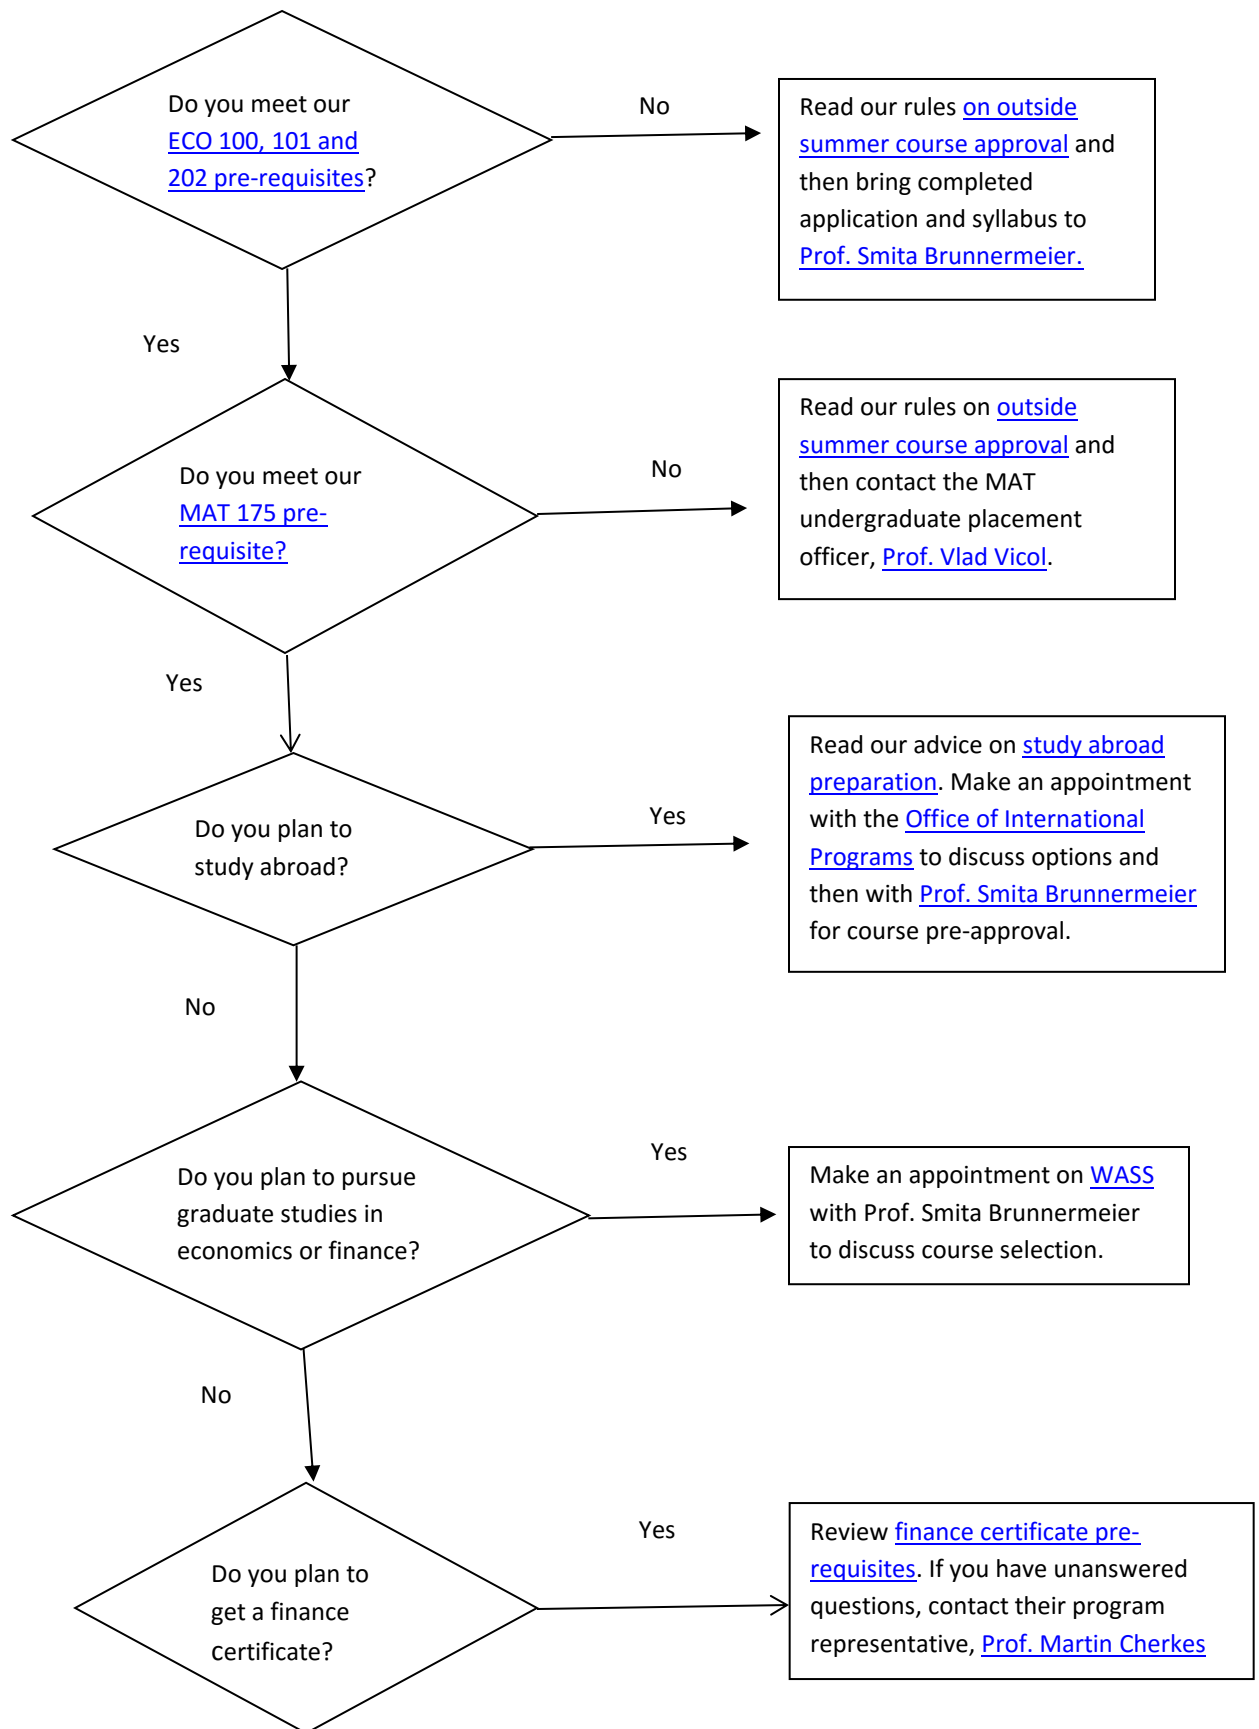 Do you meet our
ECO 100, 101 and
202 pre-requisites?
No
Read our rules on outside
summer course approval and
then bring completed
application and syllabus to
Prof. Smita Brunnermeier.
Yes
Do you meet our
MAT 175 pre-
requisite?
No
Read our rules on outside
summer course approval and
then contact the MAT
undergraduate placement
officer, Prof. Vlad Vicol.
Yes
Do you plan to
study abroad?
Yes
Read our advice on study abroad
preparation. Make an appointment
with the Office of International
Programs to discuss options and
then with Prof. Smita Brunnermeier
for course pre-approval.
No
Do you plan to pursue
graduate studies in
economics or finance?
Yes
Make an appointment on WASS
with Prof. Smita Brunnermeier
to discuss course selection.
No
Do you plan to
get a finance
certificate?
Yes
Review finance certificate pre-
requisites. If you have unanswered
questions, contact their program
representative, Prof. Martin Cherkes